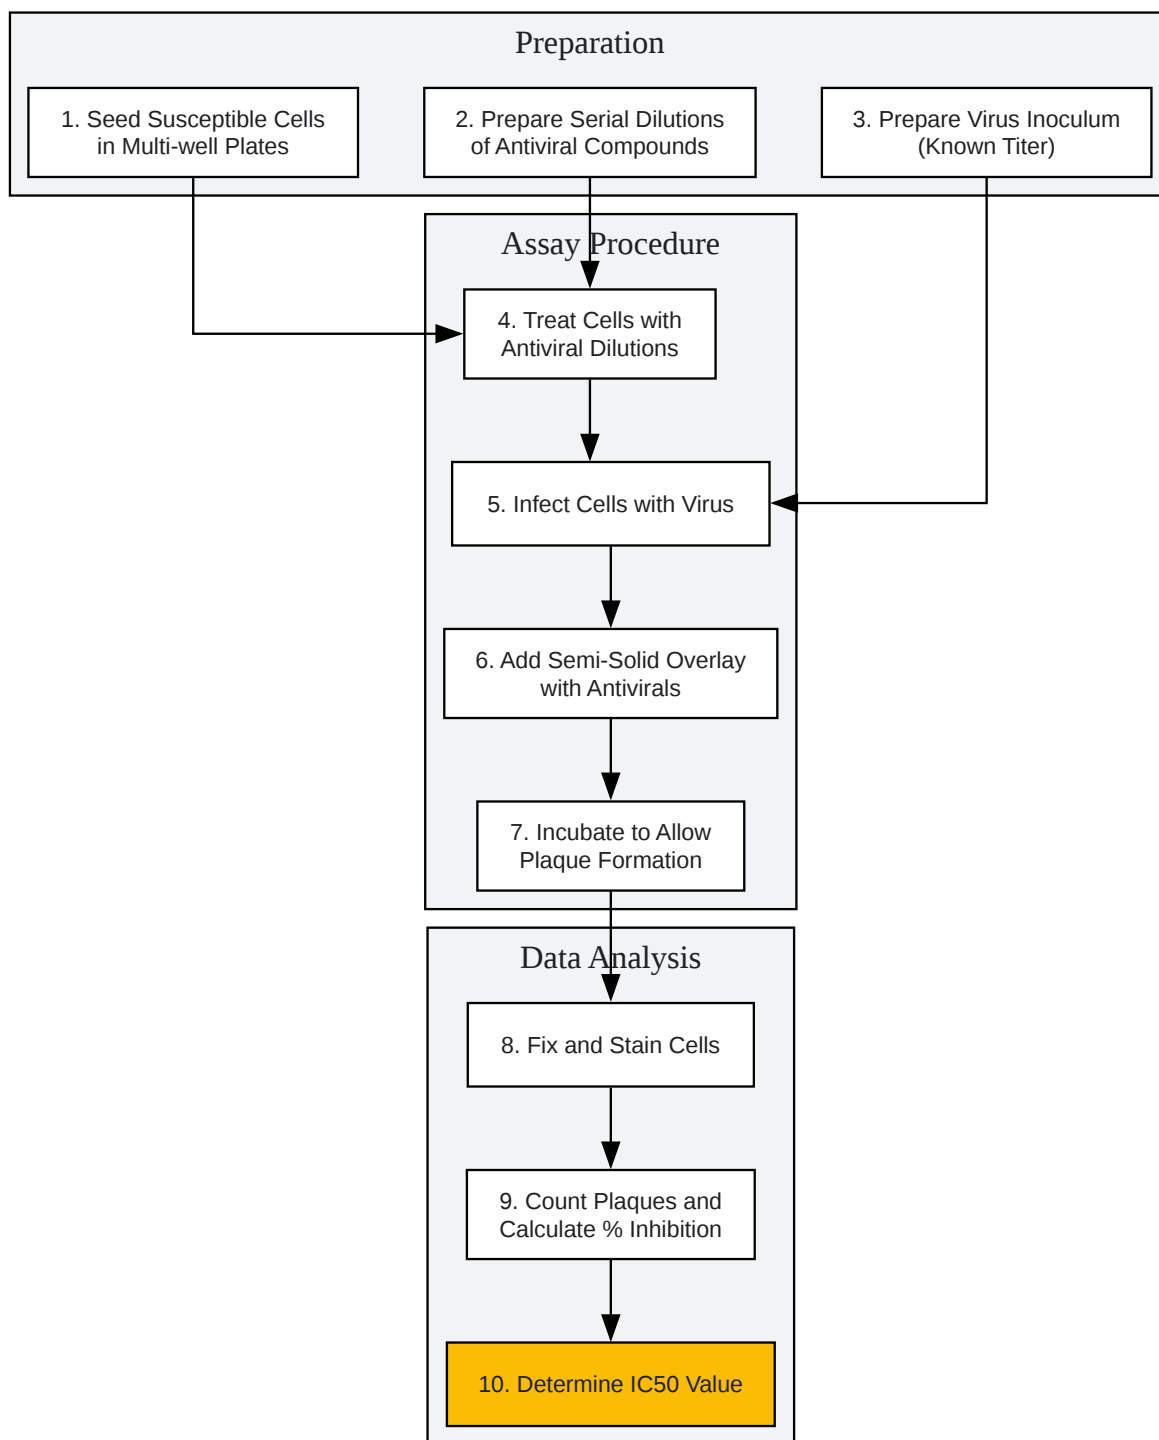 Preparation
1. Seed Susceptible Cells
in Multi-well Plates
2. Prepare Serial Dilutions
of Antiviral Compounds
3. Prepare Virus Inoculum
(Known Titer)
Assay Procedure
4. Treat Cells with
Antiviral Dilutions
5. Infect Cells with Virus
6. Add Semi-Solid Overlay
with Antivirals
7. Incubate to Allow
Plaque Formation
Data Analysis
8. Fix and Stain Cells
9. Count Plaques and
Calculate % Inhibition
10. Determine IC50 Value